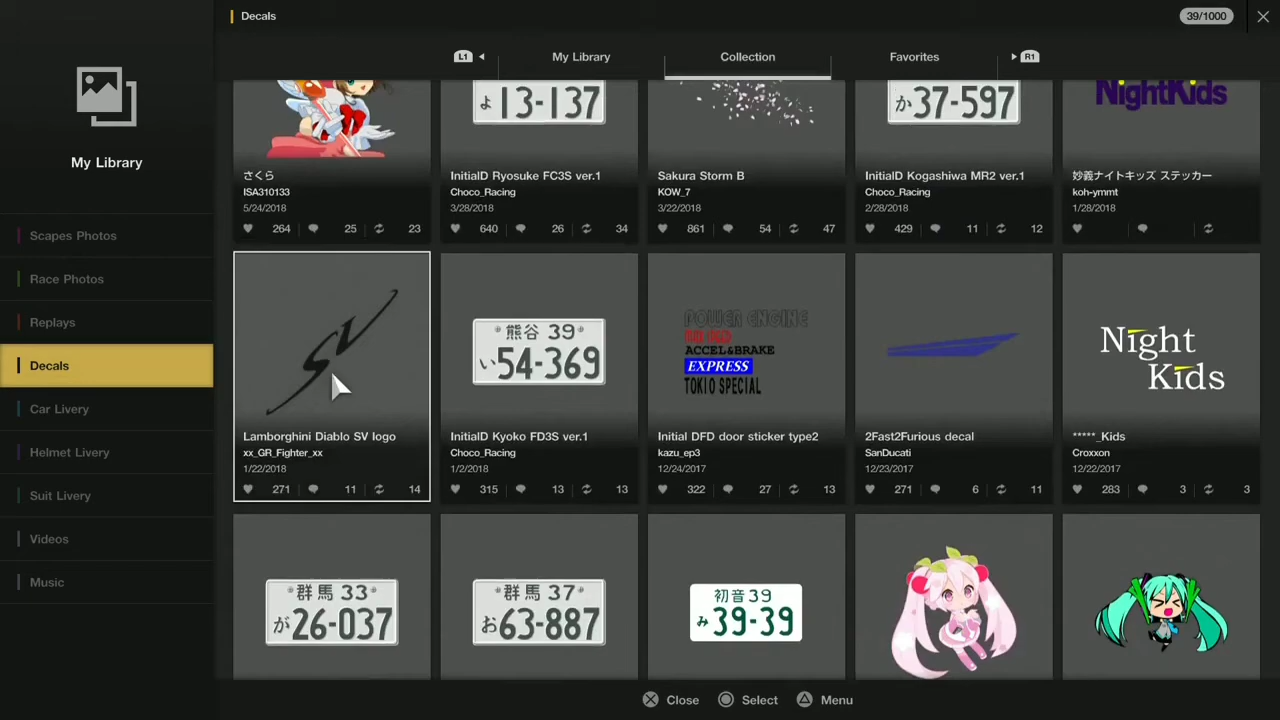 Decals
39/1000
L1
My Library
Collection
Favorites
R1
My Library
Scapes Photos
Race Photos
Replays
Decals
Car Livery
Helmet Livery
Suit Livery
Videos
Music
よ 13-137
か 37-597
NightKids
さくら
ISA310133
5/24/2018
264 25 23
InitialD Ryosuke FC3S ver.1
Choco_Racing
3/28/2018
640 26 34
Sakura Storm B
KOW_7
3/22/2018
861 54 47
InitialD Kogashiwa MR2 ver.1
Choco_Racing
2/28/2018
429 11 12
妙義ナイトキッズ ステッカー
koh-ymmt
1/28/2018
SV
Lamborghini Diablo SV logo
xx_GR_Fighter_xx
1/22/2018
271 11 14
熊谷 39
い 54-369
InitialD Kyoko FD3S ver.1
Choco_Racing
1/2/2018
315 13 13
POWER ENGINE
ACCEL&BRAKE
EXPRESS
TOKIO SPECIAL
Initial DFD door sticker type2
kazu_ep3
12/24/2017
322 27 13
2Fast2Furious decal
SanDucati
12/23/2017
271 6 11
Night
Kids
*****_Kids
Croxxon
12/22/2017
283 3 3
群馬 33
が 26-037
群馬 37
お 63-887
初音 39
み 39-39
Close
Select
Menu